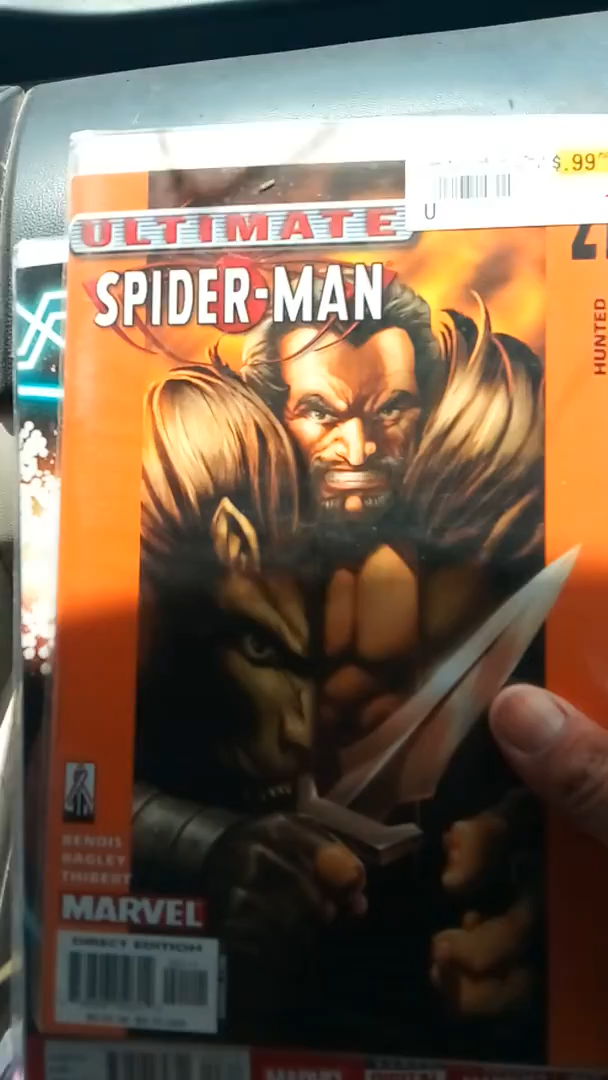 $.99
U
ULTIMATE
SPIDER-MAN
HUNTED
BENDIS
BAGLEY
THIBERT
MARVEL
DIRECT EDITION